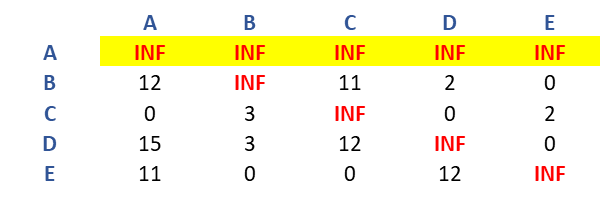 A B C D E
A INF INF INF INF INF
B 12 INF 11 2 0
C 0 3 INF 0 2
D 15 3 12 INF 0
E 11 0 0 12 INF